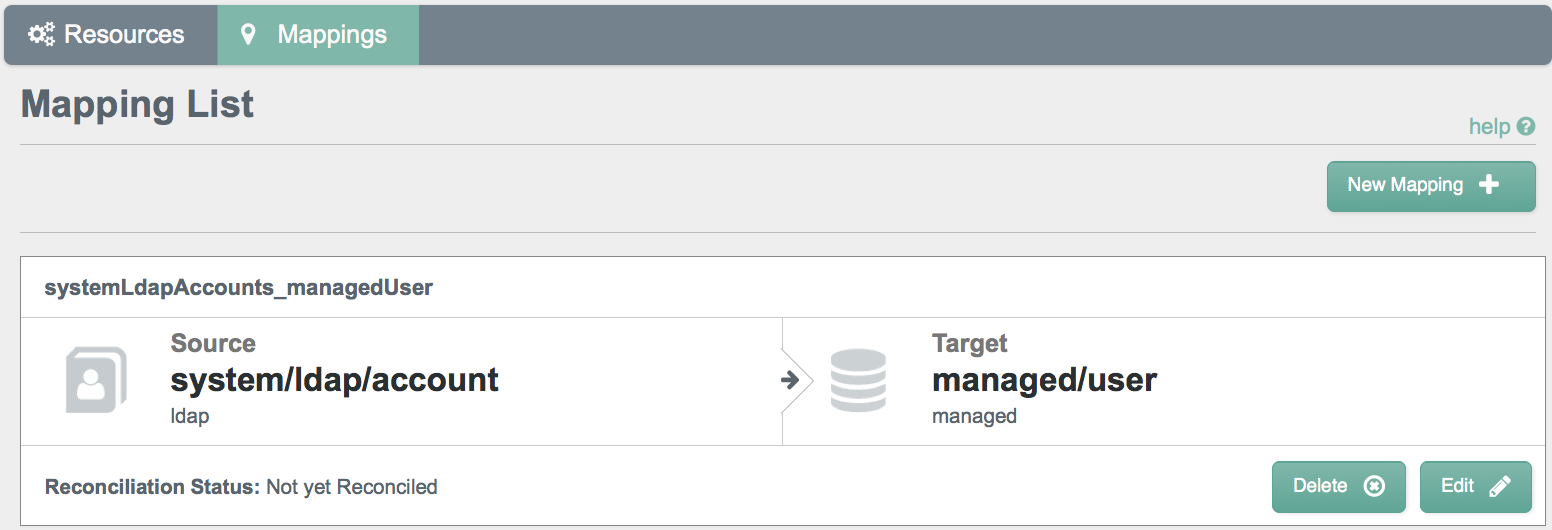 Resources Mappings
Mapping List
help
New Mapping
systemLdapAccounts_managedUser
Source
system/ldap/account
ldap
Target
managed/user
managed
Reconciliation Status: Not yet Reconciled
Delete
Edit